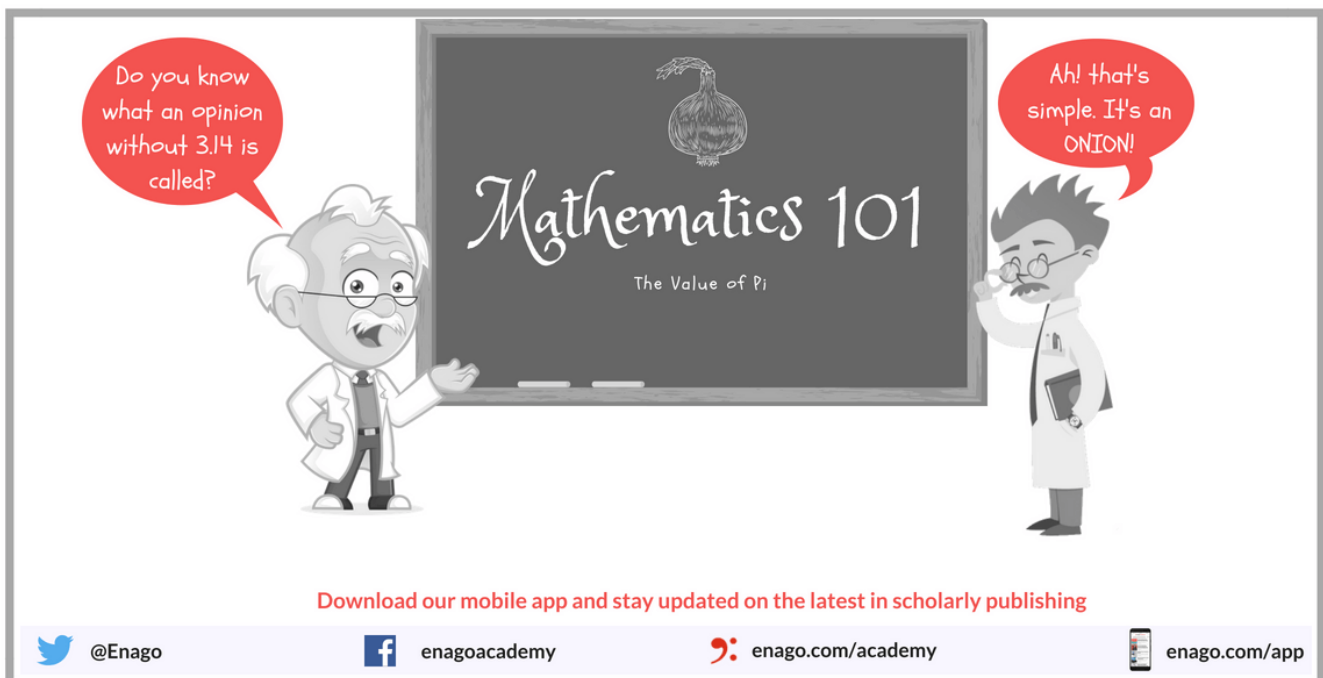 Do you know
what an opinion
without 3.14 is
called?
Ah! that's
simple. It's an
ONION!
Mathematics 101
The Value of Pi
Download our mobile app and stay updated on the latest in scholarly publishing
@Enago
enagoacademy
enago.com/academy
enago.com/app